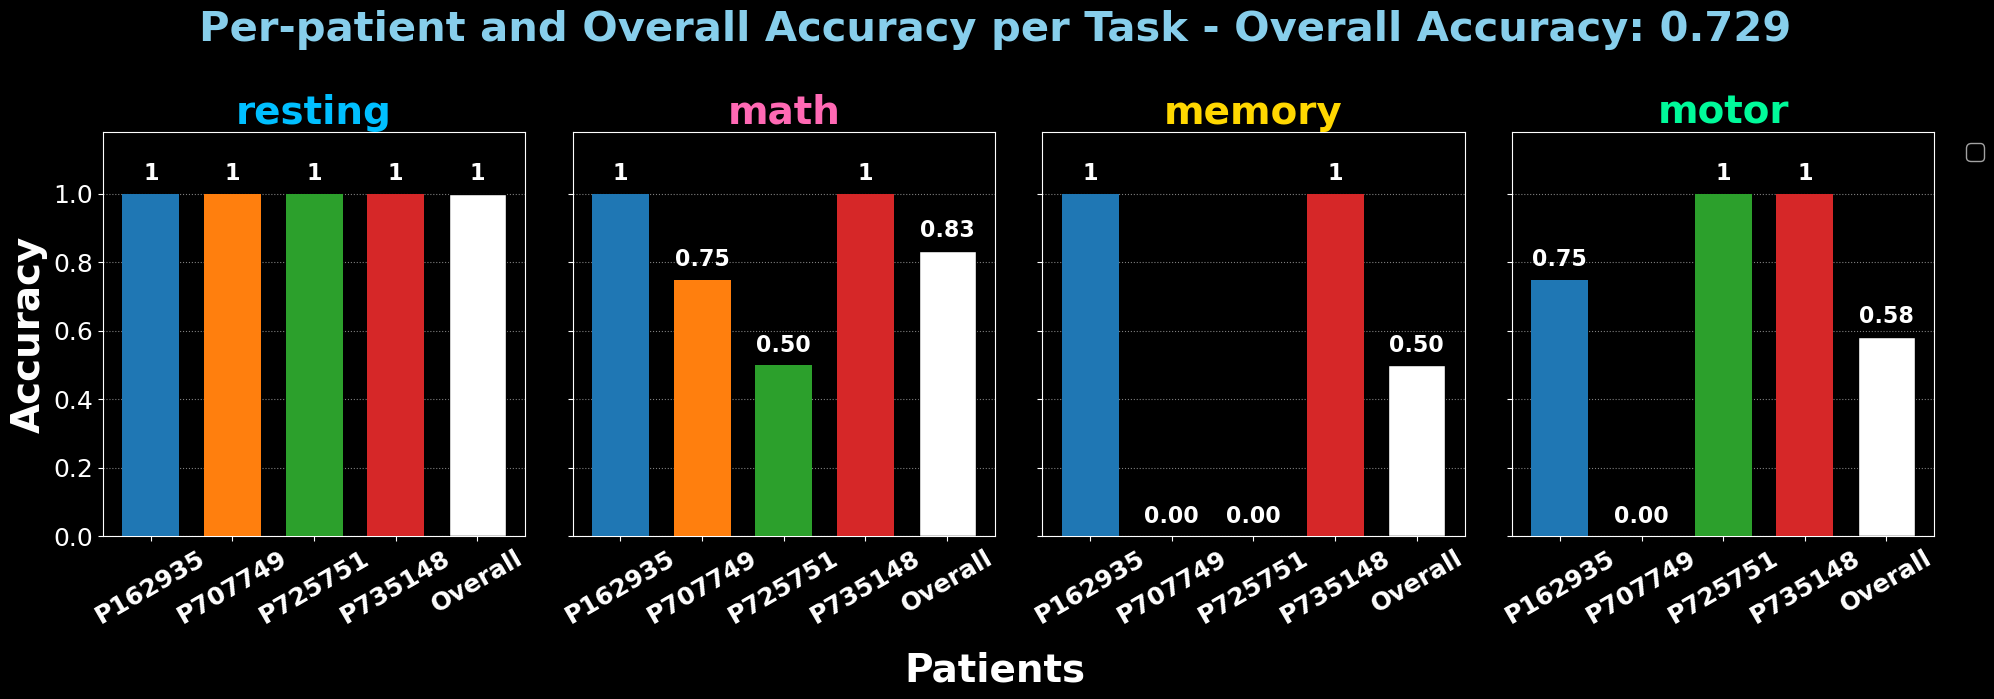 Per-patient and Overall Accuracy per Task - Overall Accuracy: 0.729
resting
math
memory
motor
1 1 1 1 1
1 0.75 0.50 1 0.83
1 0.00 0.00 1 0.50
0.75 0.00 1 1 0.58
Accuracy
1.0
0.8
0.6
0.4
0.2
0.0
P162935 P707749 P725751 P735148 Overall
P162935 P707749 P725751 P735148 Overall
P162935 P707749 P725751 P735148 Overall
P162935 P707749 P725751 P735148 Overall
Patients